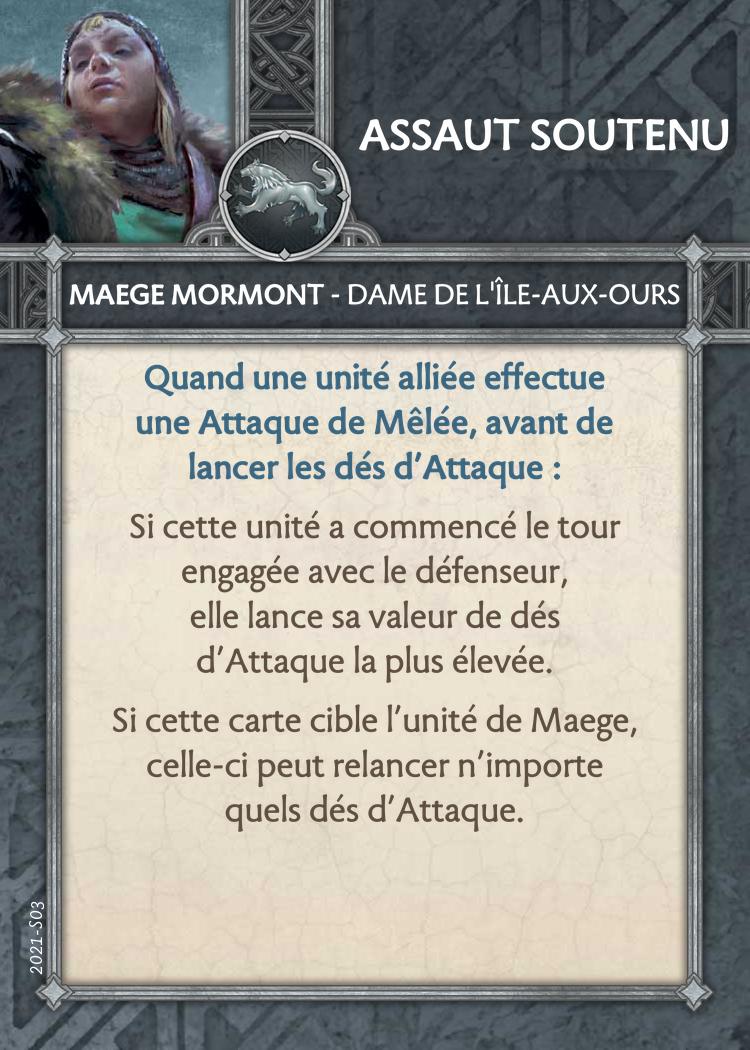 ASSAUT SOUTENU
MAEGE MORMONT - DAME DE L'ÎLE-AUX-OURS
Quand une unité alliée effectue
une Attaque de Mêlée, avant de
lancer les dés d’Attaque :
Si cette unité a commencé le tour
engagée avec le défenseur,
elle lance sa valeur de dés
d’Attaque la plus élevée.
Si cette carte cible l’unité de Maege,
celle-ci peut relancer n’importe
quels dés d’Attaque.
2021-S03